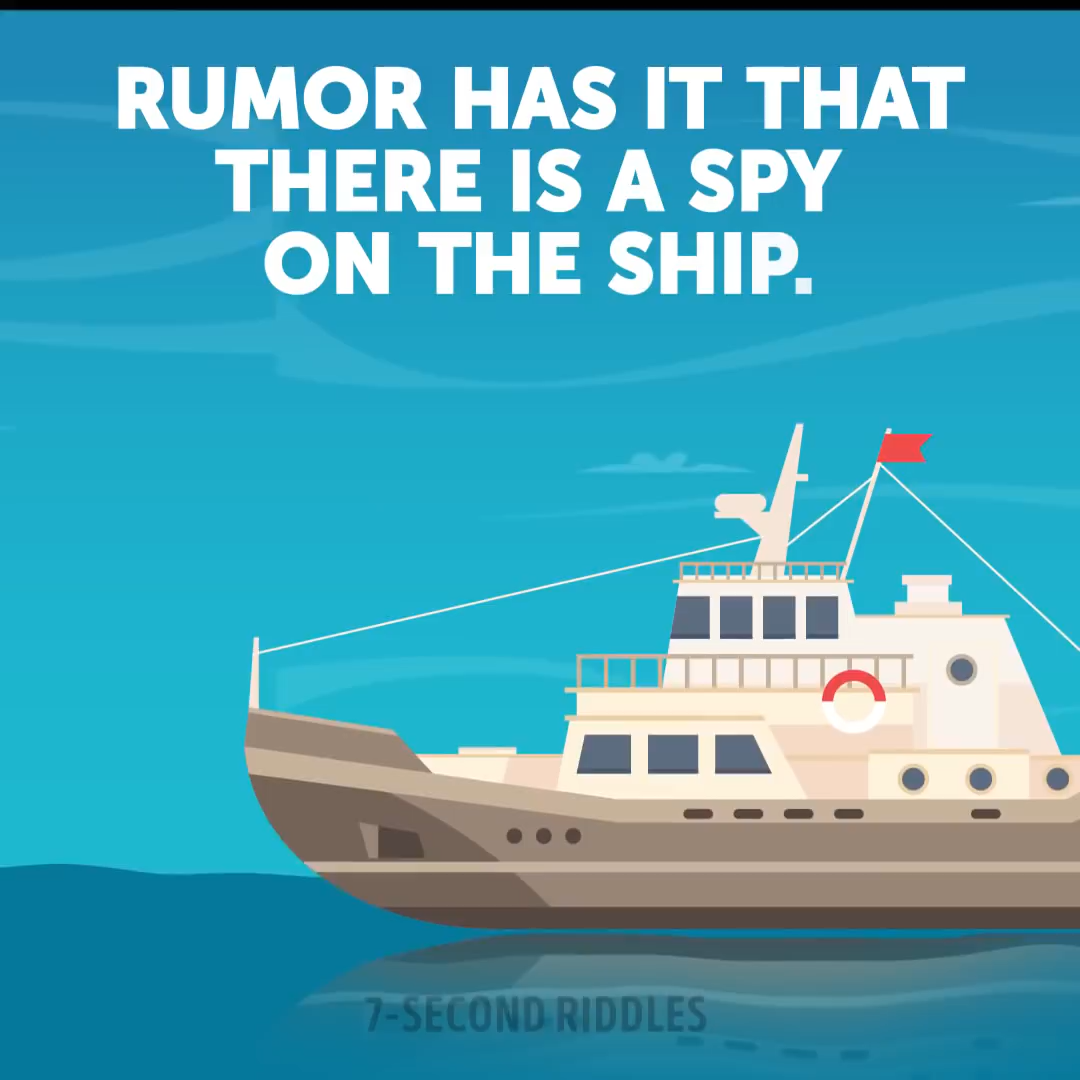 RUMOR HAS IT THAT
THERE IS A SPY
ON THE SHIP.
7-SECOND RIDDLES